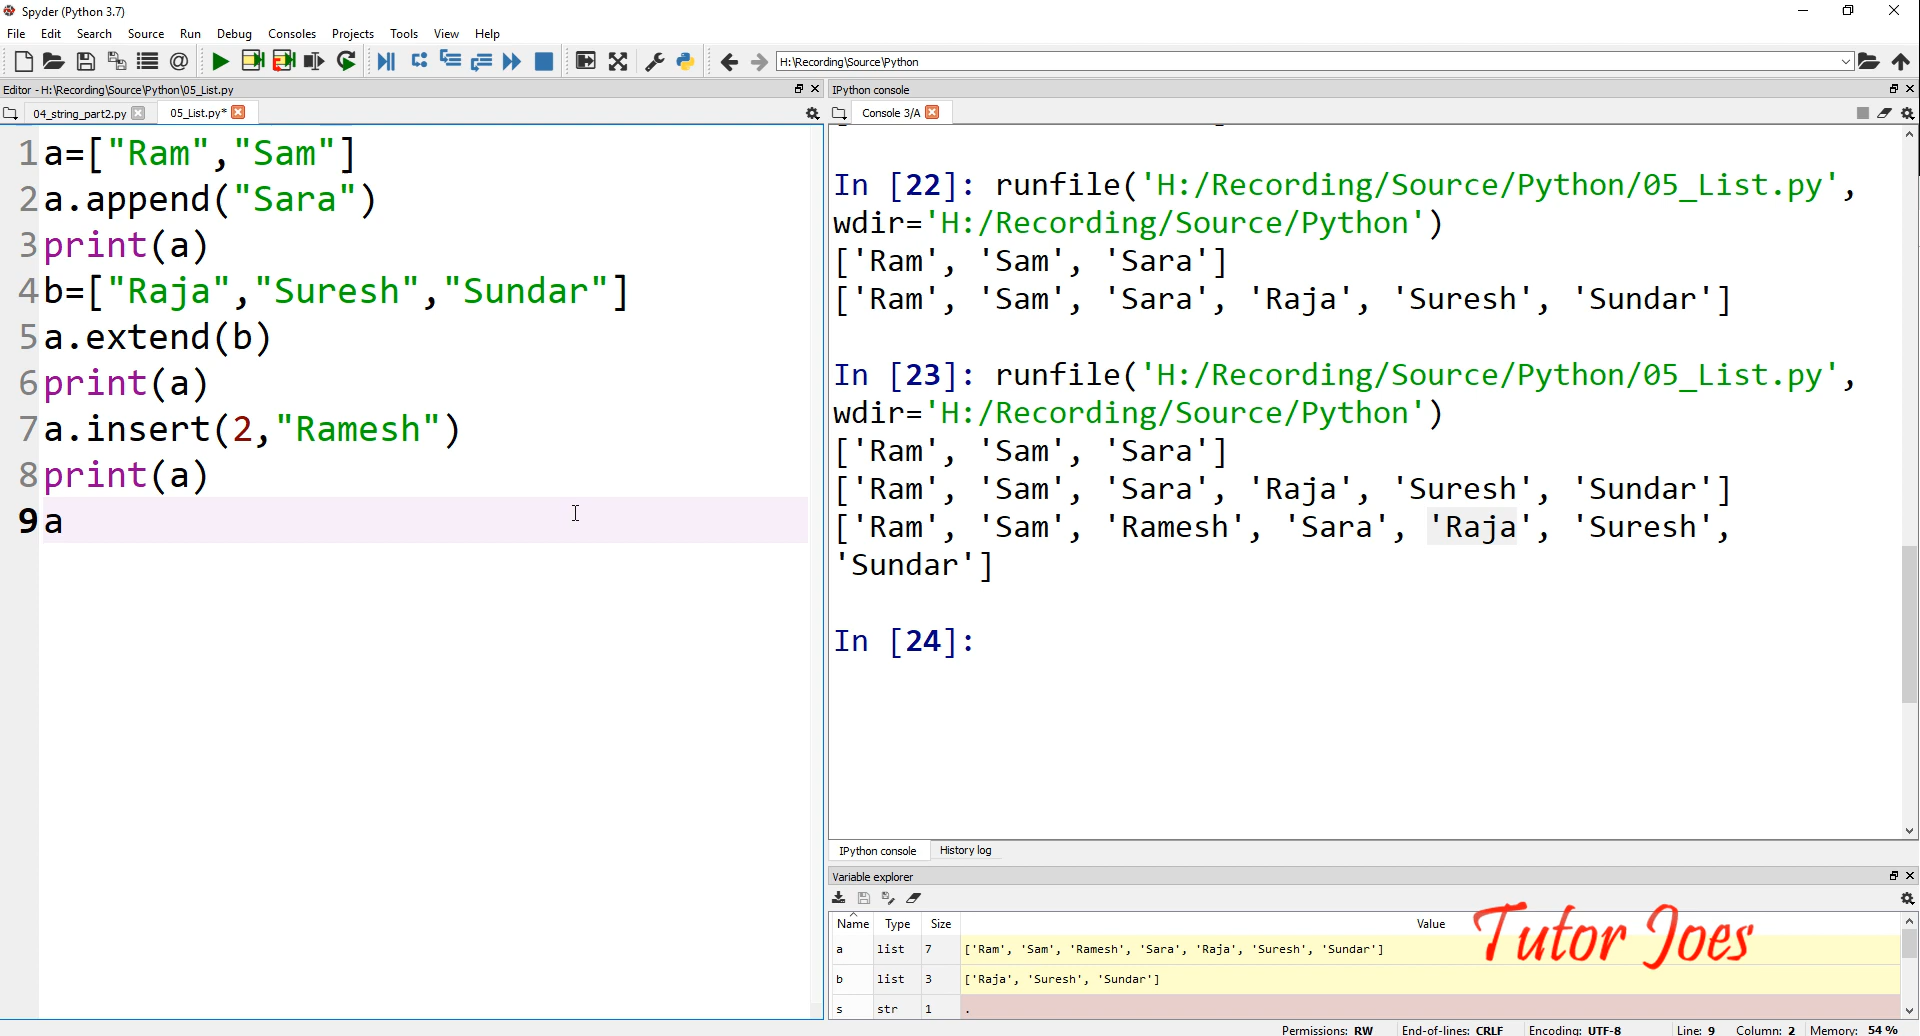 Spyder (Python 3.7)
File Edit Search Source Run Debug Consoles Projects Tools View Help
H:\Recording\Source\Python
Editor - H:\Recording\Source\Python\05_List.py
04_string_part2.py 05_List.py*
1 a=["Ram","Sam"]
2 a.append("Sara")
3 print(a)
4 b=["Raja","Suresh","Sundar"]
5 a.extend(b)
6 print(a)
7 a.insert(2,"Ramesh")
8 print(a)
9 a
IPython console
Console 3/A
In [22]: runfile('H:/Recording/Source/Python/05_List.py',
wdir='H:/Recording/Source/Python')
['Ram', 'Sam', 'Sara']
['Ram', 'Sam', 'Sara', 'Raja', 'Suresh', 'Sundar']
In [23]: runfile('H:/Recording/Source/Python/05_List.py',
wdir='H:/Recording/Source/Python')
['Ram', 'Sam', 'Sara']
['Ram', 'Sam', 'Sara', 'Raja', 'Suresh', 'Sundar']
['Ram', 'Sam', 'Ramesh', 'Sara', 'Raja', 'Suresh',
'Sundar']
In [24]:
IPython console History log
Variable explorer
Name Type Size Value
a list 7 ['Ram', 'Sam', 'Ramesh', 'Sara', 'Raja', 'Suresh', 'Sundar']
b list 3 ['Raja', 'Suresh', 'Sundar']
s str 1 .
Tutor Joes
Permissions: RW End-of-lines: CRLF Encoding: UTF-8 Line: 9 Column: 2 Memory: 54 %